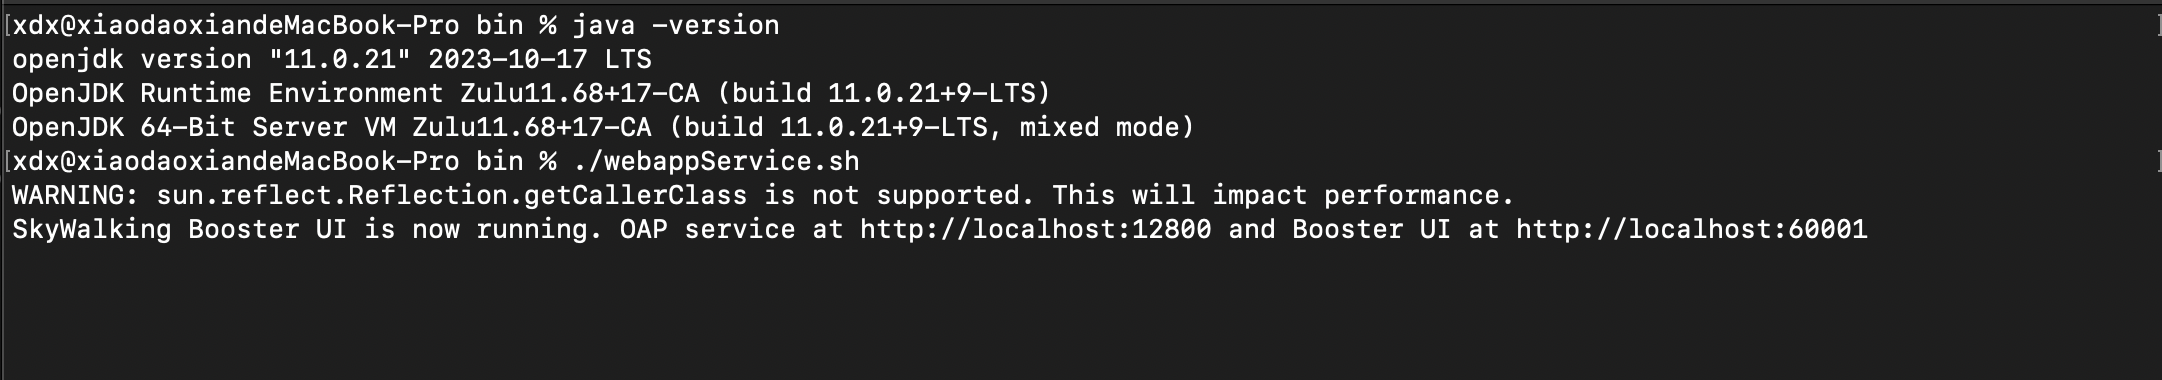 [xdx@xiaodaoxiandeMacBook-Pro bin % java -version ]
openjdk version "11.0.21" 2023-10-17 LTS
OpenJDK Runtime Environment Zulu11.68+17-CA (build 11.0.21+9-LTS)
OpenJDK 64-Bit Server VM Zulu11.68+17-CA (build 11.0.21+9-LTS, mixed mode)
[xdx@xiaodaoxiandeMacBook-Pro bin % ./webappService.sh ]
WARNING: sun.reflect.Reflection.getCallerClass is not supported. This will impact performance.
SkyWalking Booster UI is now running. OAP service at http://localhost:12800 and Booster UI at http://localhost:60001